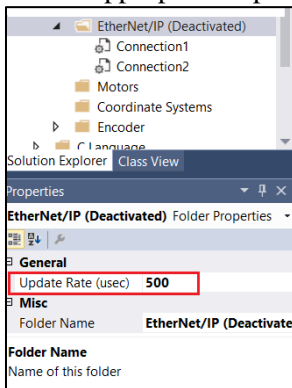 EtherNet/IP (Deactivated)
Connection1
Connection2
Motors
Coordinate Systems
Encoder
C Language
Solution Explorer Class View
Properties
EtherNet/IP (Deactivated) Folder Properties
General
Update Rate (usec) 500
Misc
Folder Name EtherNet/IP (Deactivate
Folder Name
Name of this folder